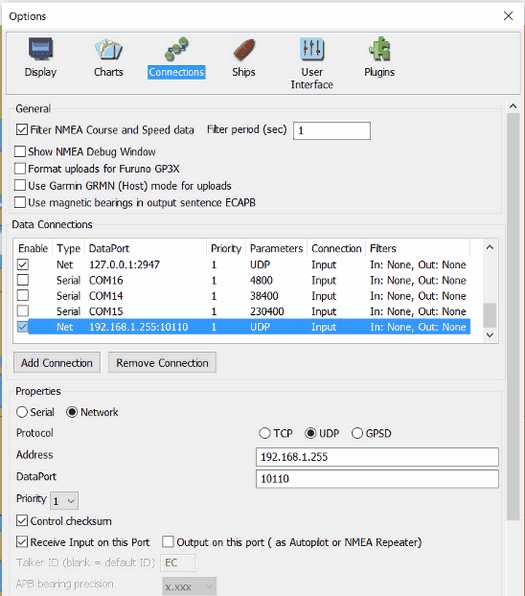 Options
Display
Charts
Connections
Ships
User
Interface
Plugins
General
Filter NMEA Course and Speed data Filter period (sec) 1
Show NMEA Debug Window
Format uploads for Furuno GP3X
Use Garmin GRMN (Host) mode for uploads
Use magnetic bearings in output sentence ECAPB
Data Connections
Enable Type DataPort Priority Parameters Connection Filters
Net 127.0.0.1:2947 1 UDP Input In: None, Out: None
Serial COM16 1 4800 Input In: None, Out: None
Serial COM14 1 38400 Input In: None, Out: None
Serial COM15 1 230400 Input In: None, Out: None
Net 192.168.1.255:10110 1 UDP Input In: None, Out: None
Add Connection Remove Connection
Properties
Serial Network
Protocol TCP UDP GPSD
Address 192.168.1.255
DataPort 10110
Priority 1
Control checksum
Receive Input on this Port Output on this port ( as Autopilot or NMEA Repeater)
Talker ID (blank = default ID) EC
APB bearing precision x.xxx